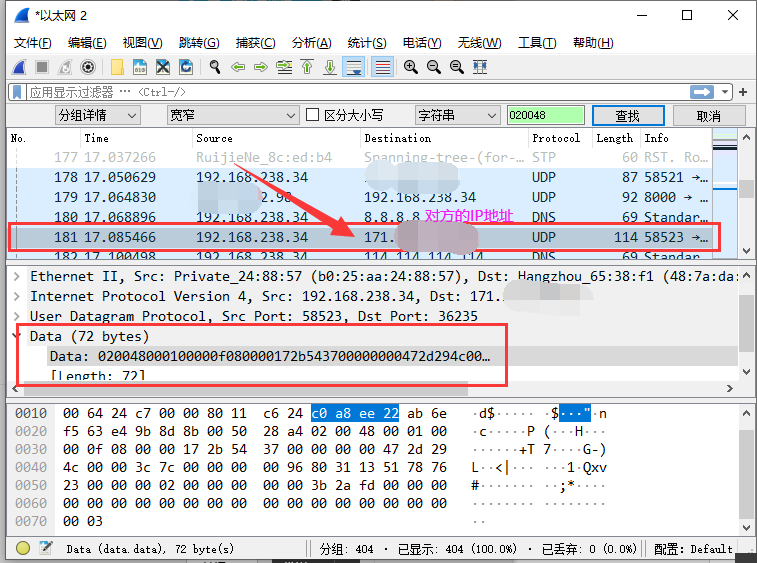 *以太网 2
文件(F) 编辑(E) 视图(V) 跳转(G) 捕获(C) 分析(A) 统计(S) 电话(Y) 无线(W) 工具(T) 帮助(H)
应用显示过滤器 … <Ctrl-/>
分组详情 宽窄 区分大小写 字符串 020048 查找 取消
No. Time Source Destination Protocol Length Info
177 17.037266 RuijieNe_8c:ed:b4 Spanning-tree-(for-… STP 60 RST. Ro…
178 17.050629 192.168.238.34 UDP 87 58521 →…
179 17.064830 2.98 192.168.238.34 UDP 92 8000 → …
180 17.068896 192.168.238.34 8.8.8.8 DNS 69 Standar…
对方的IP地址
181 17.085466 192.168.238.34 171. UDP 114 58523 →…
182 17.100498 192.168.238.34 114.114.114.114 DNS 69 Standar…
Ethernet II, Src: Private_24:88:57 (b0:25:aa:24:88:57), Dst: Hangzhou_65:38:f1 (48:7a:da:
Internet Protocol Version 4, Src: 192.168.238.34, Dst: 171.
User Datagram Protocol, Src Port: 58523, Dst Port: 36235
Data (72 bytes)
Data: 020048000100000f080000172b543700000000472d294c00…
[Length: 72]
0010 00 64 24 c7 00 00 80 11 c6 24 c0 a8 ee 22 ab 6e ·d$····· ·$···"·n
0020 f5 63 e4 9b 8d 8b 00 50 28 a4 02 00 48 00 01 00 ·c·····P (···H···
0030 00 0f 08 00 00 17 2b 54 37 00 00 00 00 47 2d 29 ······+T 7····G-)
0040 4c 00 00 3c 7c 00 00 00 00 96 80 31 13 51 78 76 L··<|··· ···1·Qxv
0050 23 00 00 00 02 00 00 00 00 3b 2a fd 00 00 00 00 #······· ·;*·····
0060 00 00 00 00 00 00 00 00 00 00 00 00 00 00 00 00 ········ ········
0070 00 03 ··
Data (data.data), 72 byte(s) 分组: 404 · 已显示: 404 (100.0%) · 已丢弃: 0 (0.0%) 配置: Default